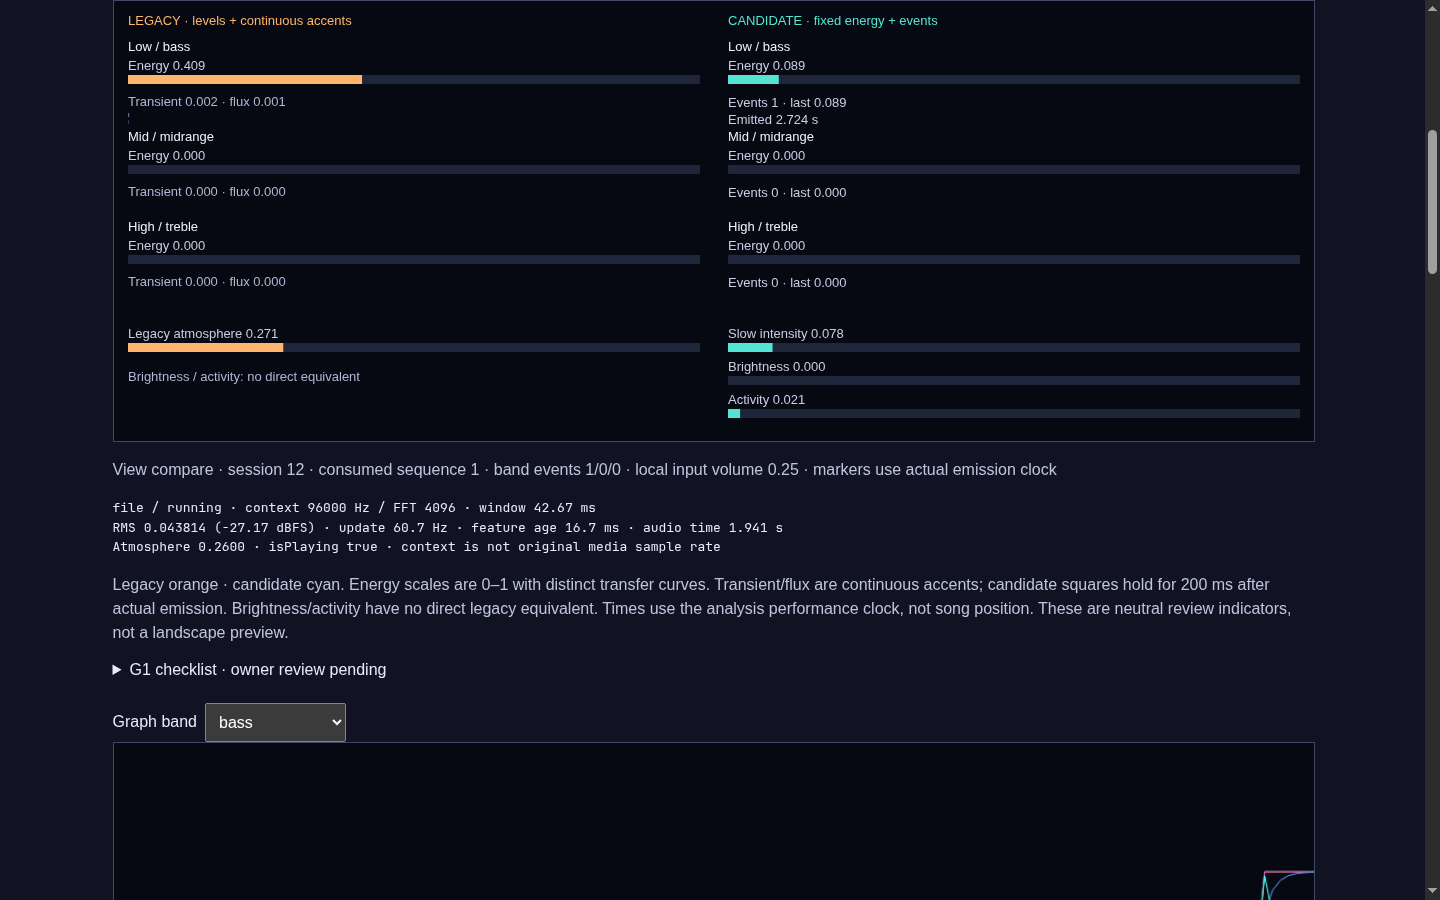 LEGACY · levels + continuous accents
Low / bass
Energy 0.409
Transient 0.002 · flux 0.001
Mid / midrange
Energy 0.000
Transient 0.000 · flux 0.000
High / treble
Energy 0.000
Transient 0.000 · flux 0.000
Legacy atmosphere 0.271
Brightness / activity: no direct equivalent
CANDIDATE · fixed energy + events
Low / bass
Energy 0.089
Events 1 · last 0.089
Emitted 2.724 s
Mid / midrange
Energy 0.000
Events 0 · last 0.000
High / treble
Energy 0.000
Events 0 · last 0.000
Slow intensity 0.078
Brightness 0.000
Activity 0.021
View compare · session 12 · consumed sequence 1 · band events 1/0/0 · local input volume 0.25 · markers use actual emission clock
file / running · context 96000 Hz / FFT 4096 · window 42.67 ms
RMS 0.043814 (-27.17 dBFS) · update 60.7 Hz · feature age 16.7 ms · audio time 1.941 s
Atmosphere 0.2600 · isPlaying true · context is not original media sample rate
Legacy orange · candidate cyan. Energy scales are 0–1 with distinct transfer curves. Transient/flux are continuous accents; candidate squares hold for 200 ms after
actual emission. Brightness/activity have no direct legacy equivalent. Times use the analysis performance clock, not song position. These are neutral review indicators,
not a landscape preview.
G1 checklist · owner review pending
Graph band bass